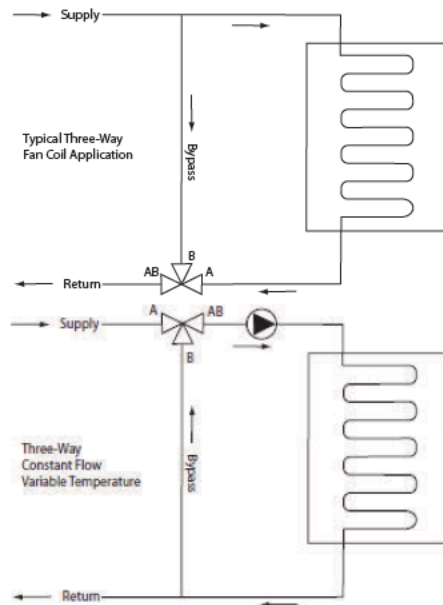 Supply
Typical Three-Way
Fan Coil Application
Bypass
B
AB
A
Return
A
AB
Supply
B
Three-Way
Constant Flow
Variable Temperature
Bypass
Return